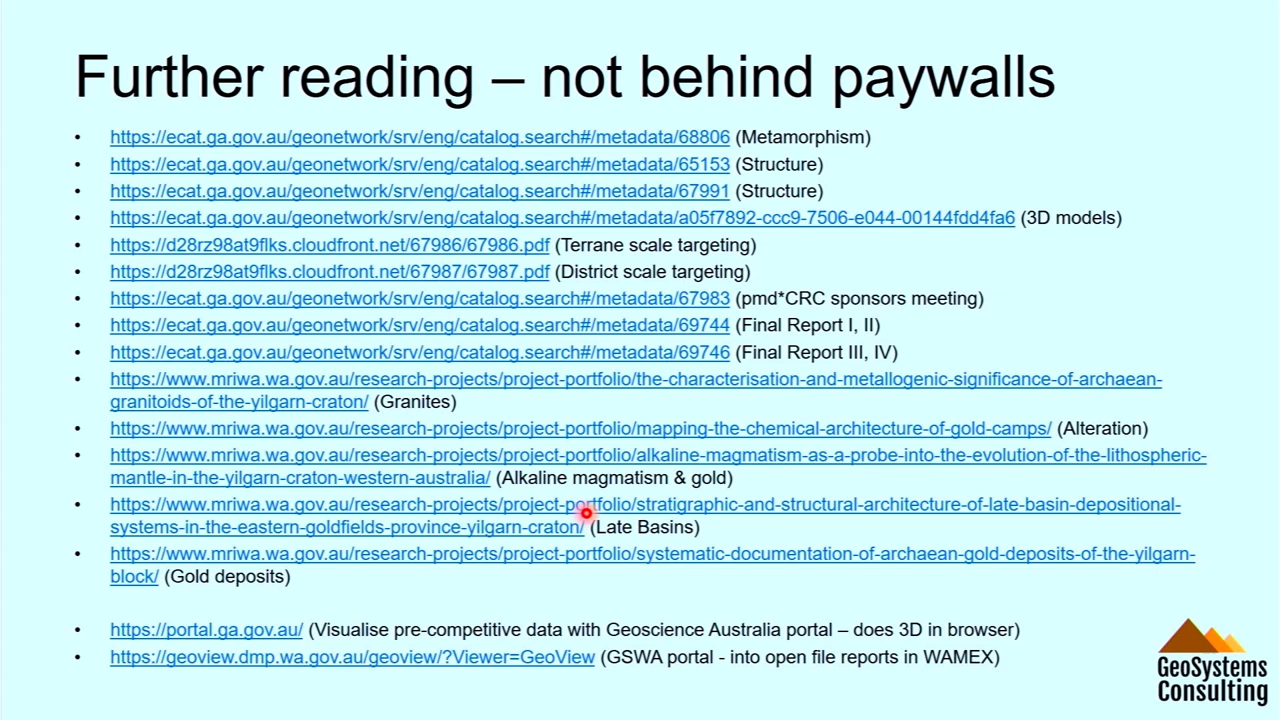 Further reading – not behind paywalls
• https://ecat.ga.gov.au/geonetwork/srv/eng/catalog.search#/metadata/68806 (Metamorphism)
• https://ecat.ga.gov.au/geonetwork/srv/eng/catalog.search#/metadata/65153 (Structure)
• https://ecat.ga.gov.au/geonetwork/srv/eng/catalog.search#/metadata/67991 (Structure)
• https://ecat.ga.gov.au/geonetwork/srv/eng/catalog.search#/metadata/a05f7892-ccc9-7506-e044-00144fdd4fa6 (3D models)
• https://d28rz98at9flks.cloudfront.net/67986/67986.pdf (Terrane scale targeting)
• https://d28rz98at9flks.cloudfront.net/67987/67987.pdf (District scale targeting)
• https://ecat.ga.gov.au/geonetwork/srv/eng/catalog.search#/metadata/67983 (pmd*CRC sponsors meeting)
• https://ecat.ga.gov.au/geonetwork/srv/eng/catalog.search#/metadata/69744 (Final Report I, II)
• https://ecat.ga.gov.au/geonetwork/srv/eng/catalog.search#/metadata/69746 (Final Report III, IV)
• https://www.mriwa.wa.gov.au/research-projects/project-portfolio/the-characterisation-and-metallogenic-significance-of-archaean-
granitoids-of-the-yilgarn-craton/ (Granites)
• https://www.mriwa.wa.gov.au/research-projects/project-portfolio/mapping-the-chemical-architecture-of-gold-camps/ (Alteration)
• https://www.mriwa.wa.gov.au/research-projects/project-portfolio/alkaline-magmatism-as-a-probe-into-the-evolution-of-the-lithospheric-
mantle-in-the-yilgarn-craton-western-australia/ (Alkaline magmatism & gold)
• https://www.mriwa.wa.gov.au/research-projects/project-portfolio/stratigraphic-and-structural-architecture-of-late-basin-depositional-
systems-in-the-eastern-goldfields-province-yilgarn-craton/ (Late Basins)
• https://www.mriwa.wa.gov.au/research-projects/project-portfolio/systematic-documentation-of-archaean-gold-deposits-of-the-yilgarn-
block/ (Gold deposits)
• https://portal.ga.gov.au/ (Visualise pre-competitive data with Geoscience Australia portal – does 3D in browser)
• https://geoview.dmp.wa.gov.au/geoview/?Viewer=GeoView (GSWA portal - into open file reports in WAMEX)
GeoSystems
Consulting